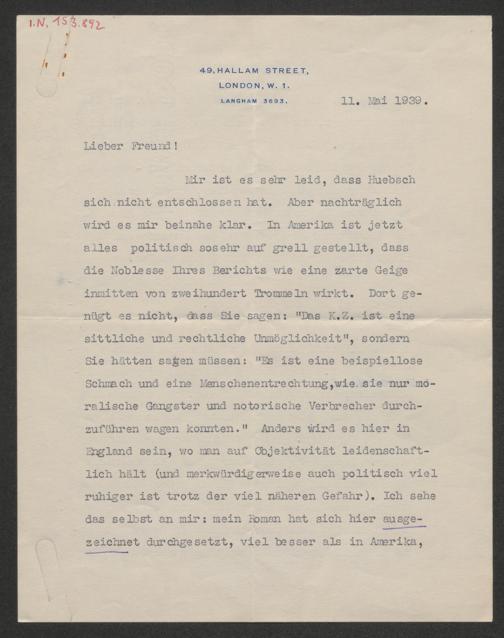 I.N. 153.892
49, HALLAM STREET,
LONDON, W. 1.
LANGHAM 3693.
11. Mai 1939.
Lieber Freund!
Mir ist es sehr leid, dass Huebsch
sich nicht entschlossen hat. Aber nachträglich
wird es mir beinahe klar. In Amerika ist jetzt
alles politisch sosehr auf grell gestellt, dass
die Noblesse Ihres Berichts wie eine zarte Geige
inmitten von zweihundert Trommeln wirkt. Dort ge-
nügt es nicht, dass Sie sagen: "Das K.Z. ist eine
sittliche und rechtliche Unmöglichkeit", sondern
Sie hätten sagen müssen: "Es ist eine beispiellose
Schmach und eine Menschenentrechtung,wie sie nur mo-
ralische Gangster und notorische Verbrecher durch-
zuführen wagen konnten." Anders wird es hier in
England sein, wo man auf Objektivität leidenschaft-
lich hält (und merkwürdigerweise auch politisch viel
ruhiger ist trotz der viel näheren Gefahr). Ich sehe
das selbst an mir: mein Roman hat sich hier ausge-
zeichnet durchgesetzt, viel besser als in Amerika,